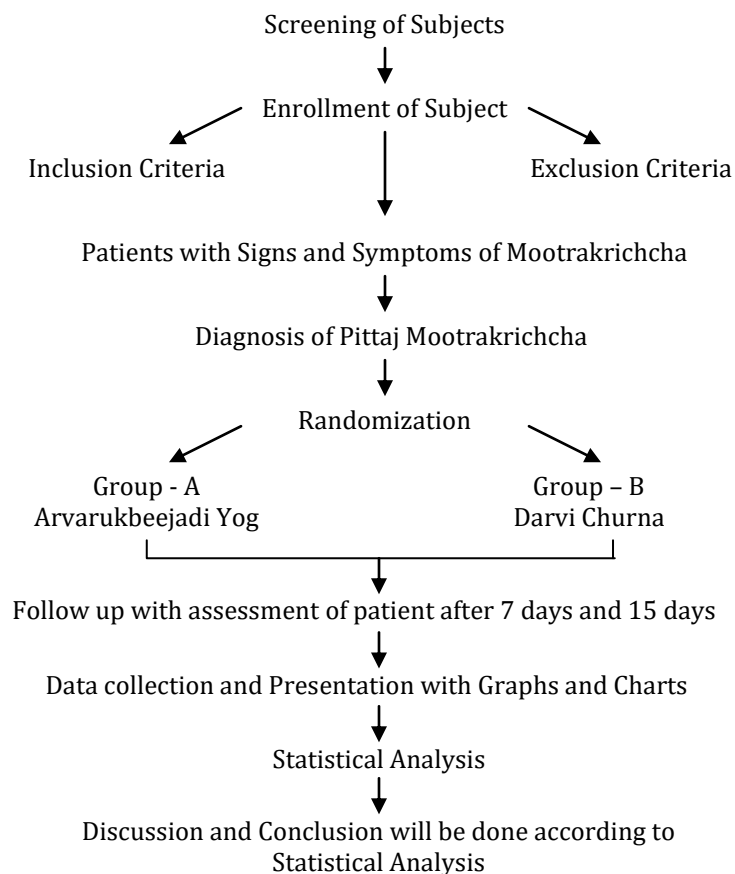 Screening of Subjects
Enrollment of Subject
Inclusion Criteria
Exclusion Criteria
Patients with Signs and Symptoms of Mootrakrichcha
Diagnosis of Pittaj Mootrakrichcha
Randomization
Group - A
Arvarukbeejadi Yog
Group – B
Darvi Churna
Follow up with assessment of patient after 7 days and 15 days
Data collection and Presentation with Graphs and Charts
Statistical Analysis
Discussion and Conclusion will be done according to
Statistical Analysis